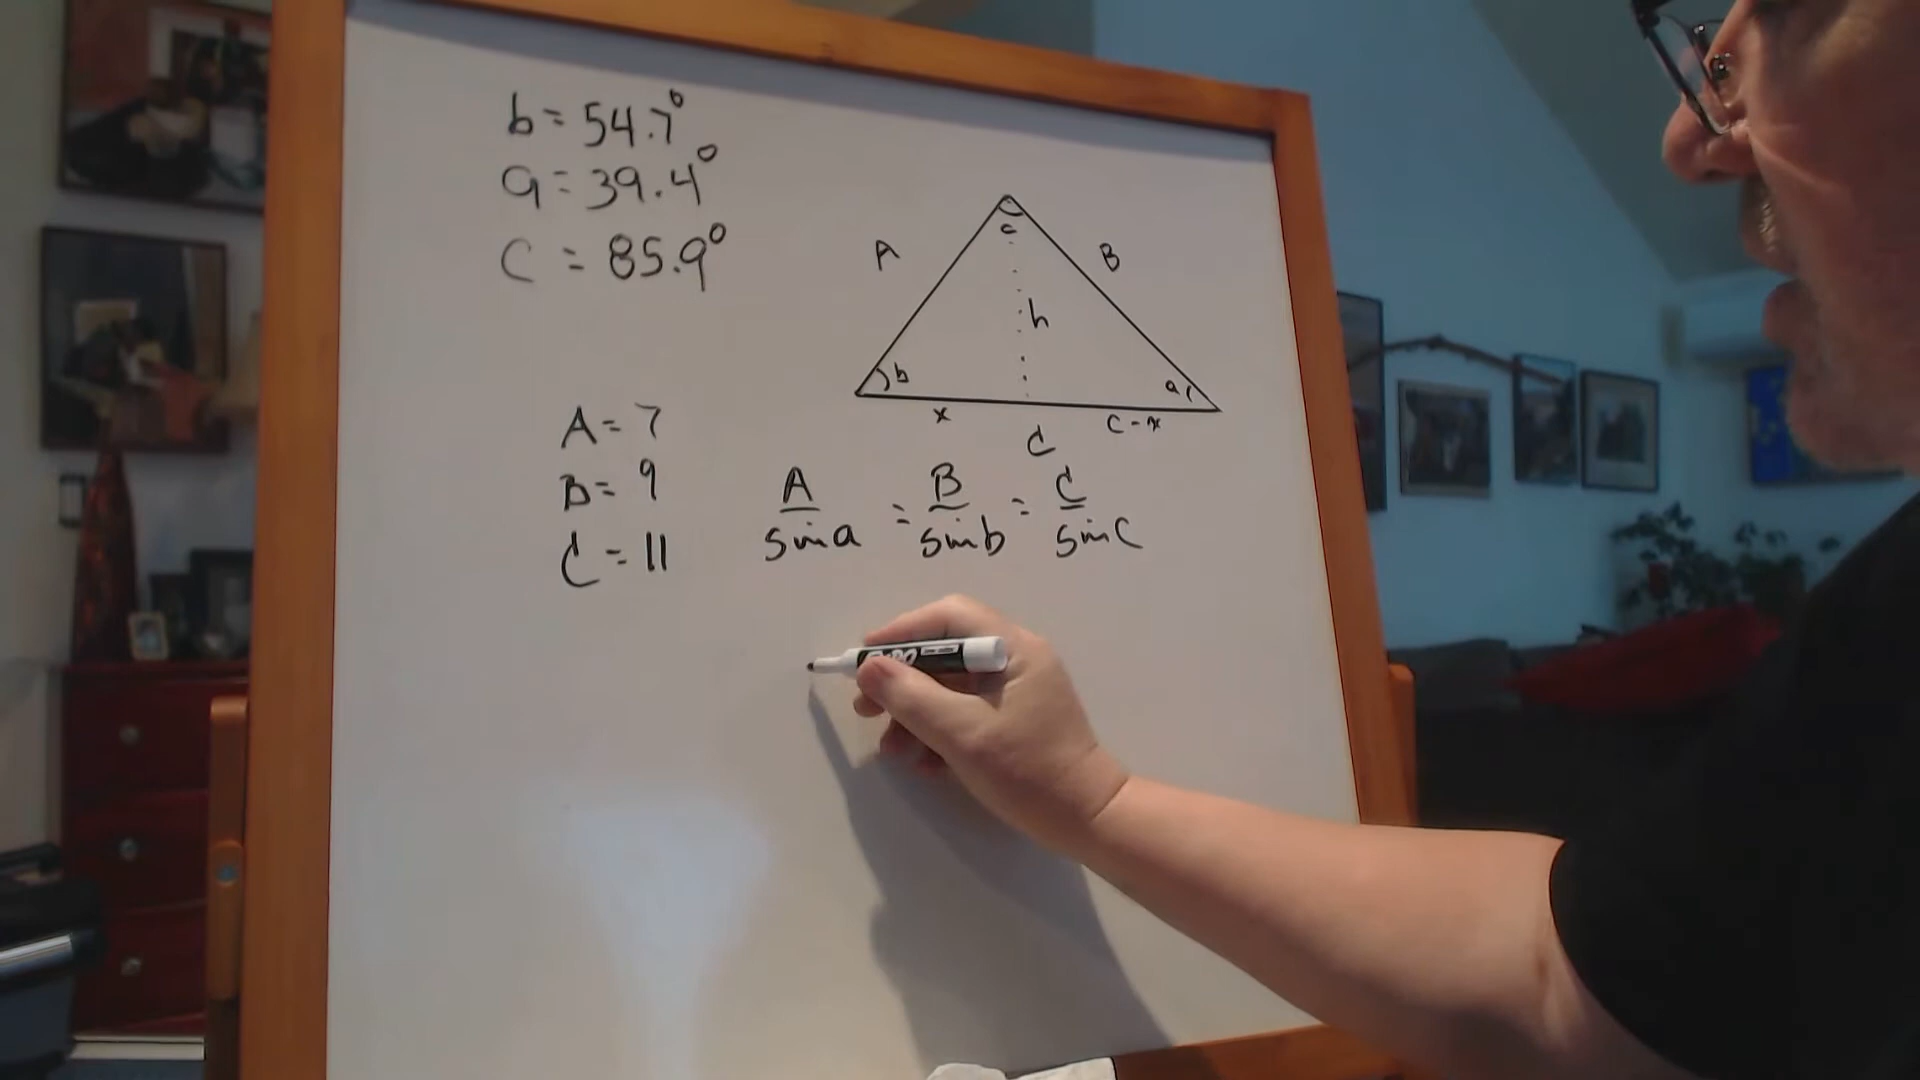 b = 54.7°
a = 39.4°
c = 85.9°
A
B
c
h
b
a
x
C - x
C
A = 7
B = 9
C = 11
A/sin a = B/sin b = C/sin c